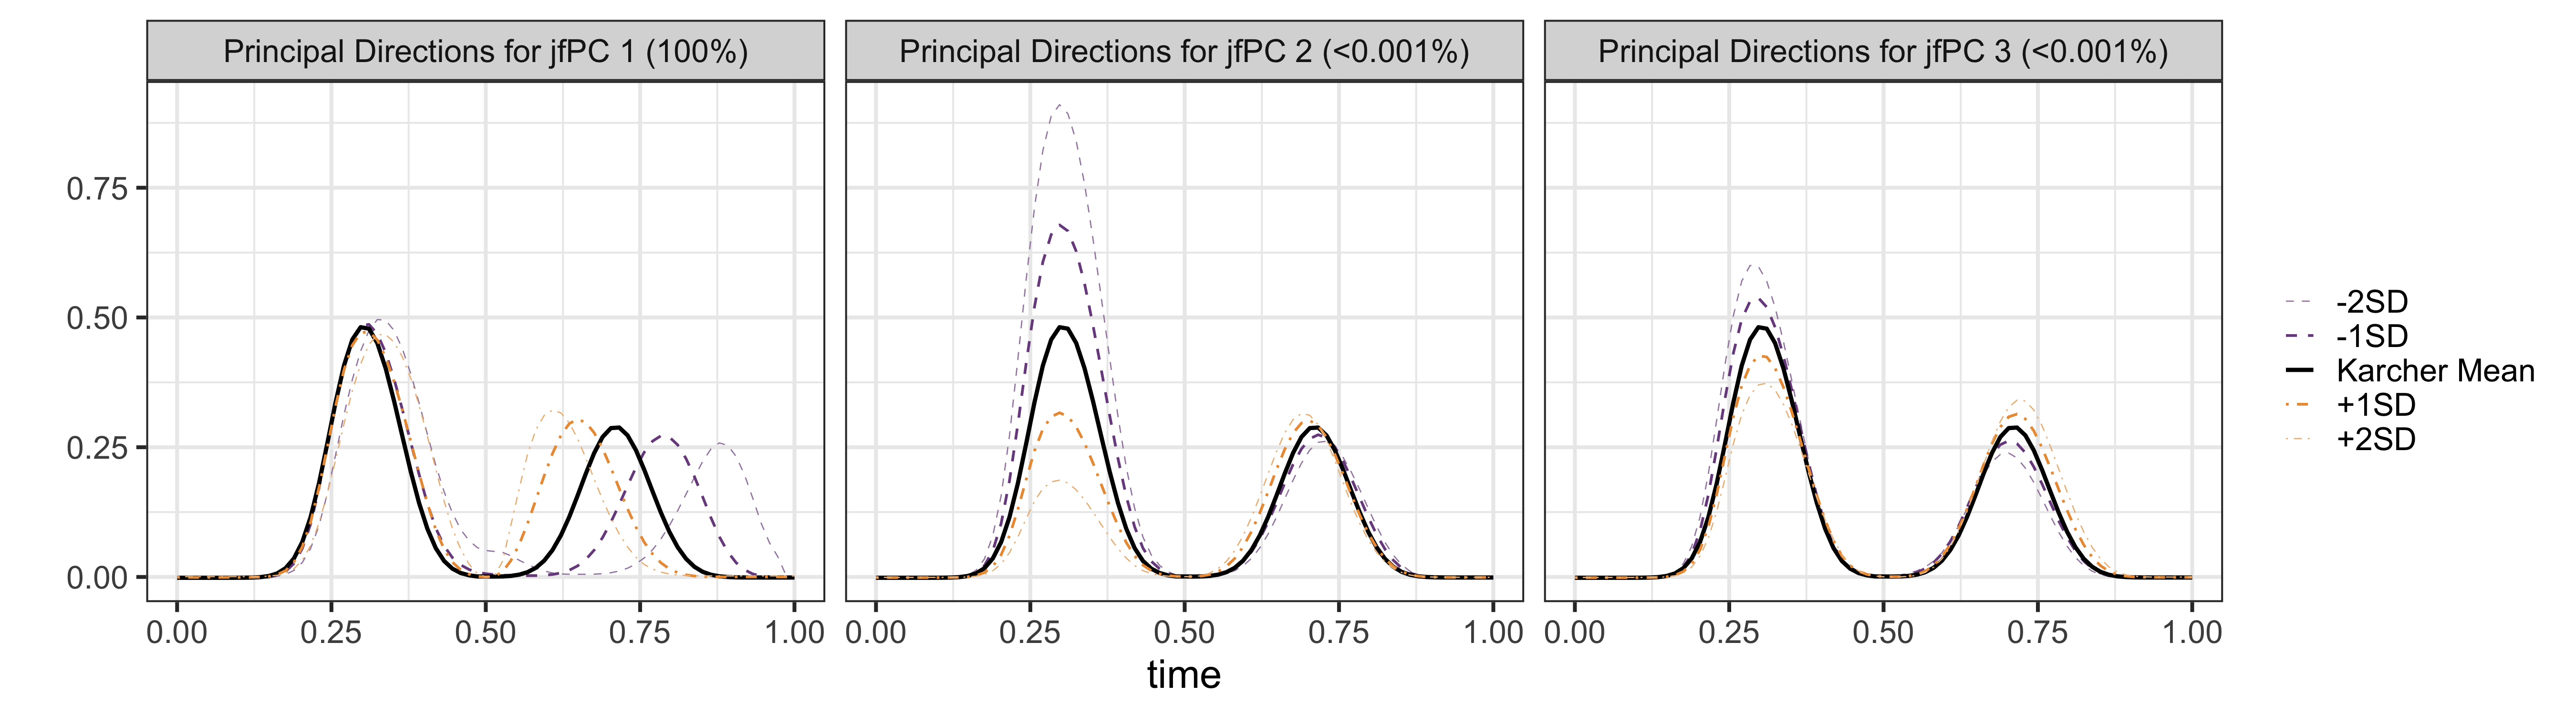 Principal Directions for jfPC 1 (100%)
Principal Directions for jfPC 2 (<0.001%)
Principal Directions for jfPC 3 (<0.001%)
0.75
0.50
0.25
0.00
0.00 0.25 0.50 0.75 1.00
0.00 0.25 0.50 0.75 1.00
0.00 0.25 0.50 0.75 1.00
time
-2SD
-1SD
Karcher Mean
+1SD
+2SD